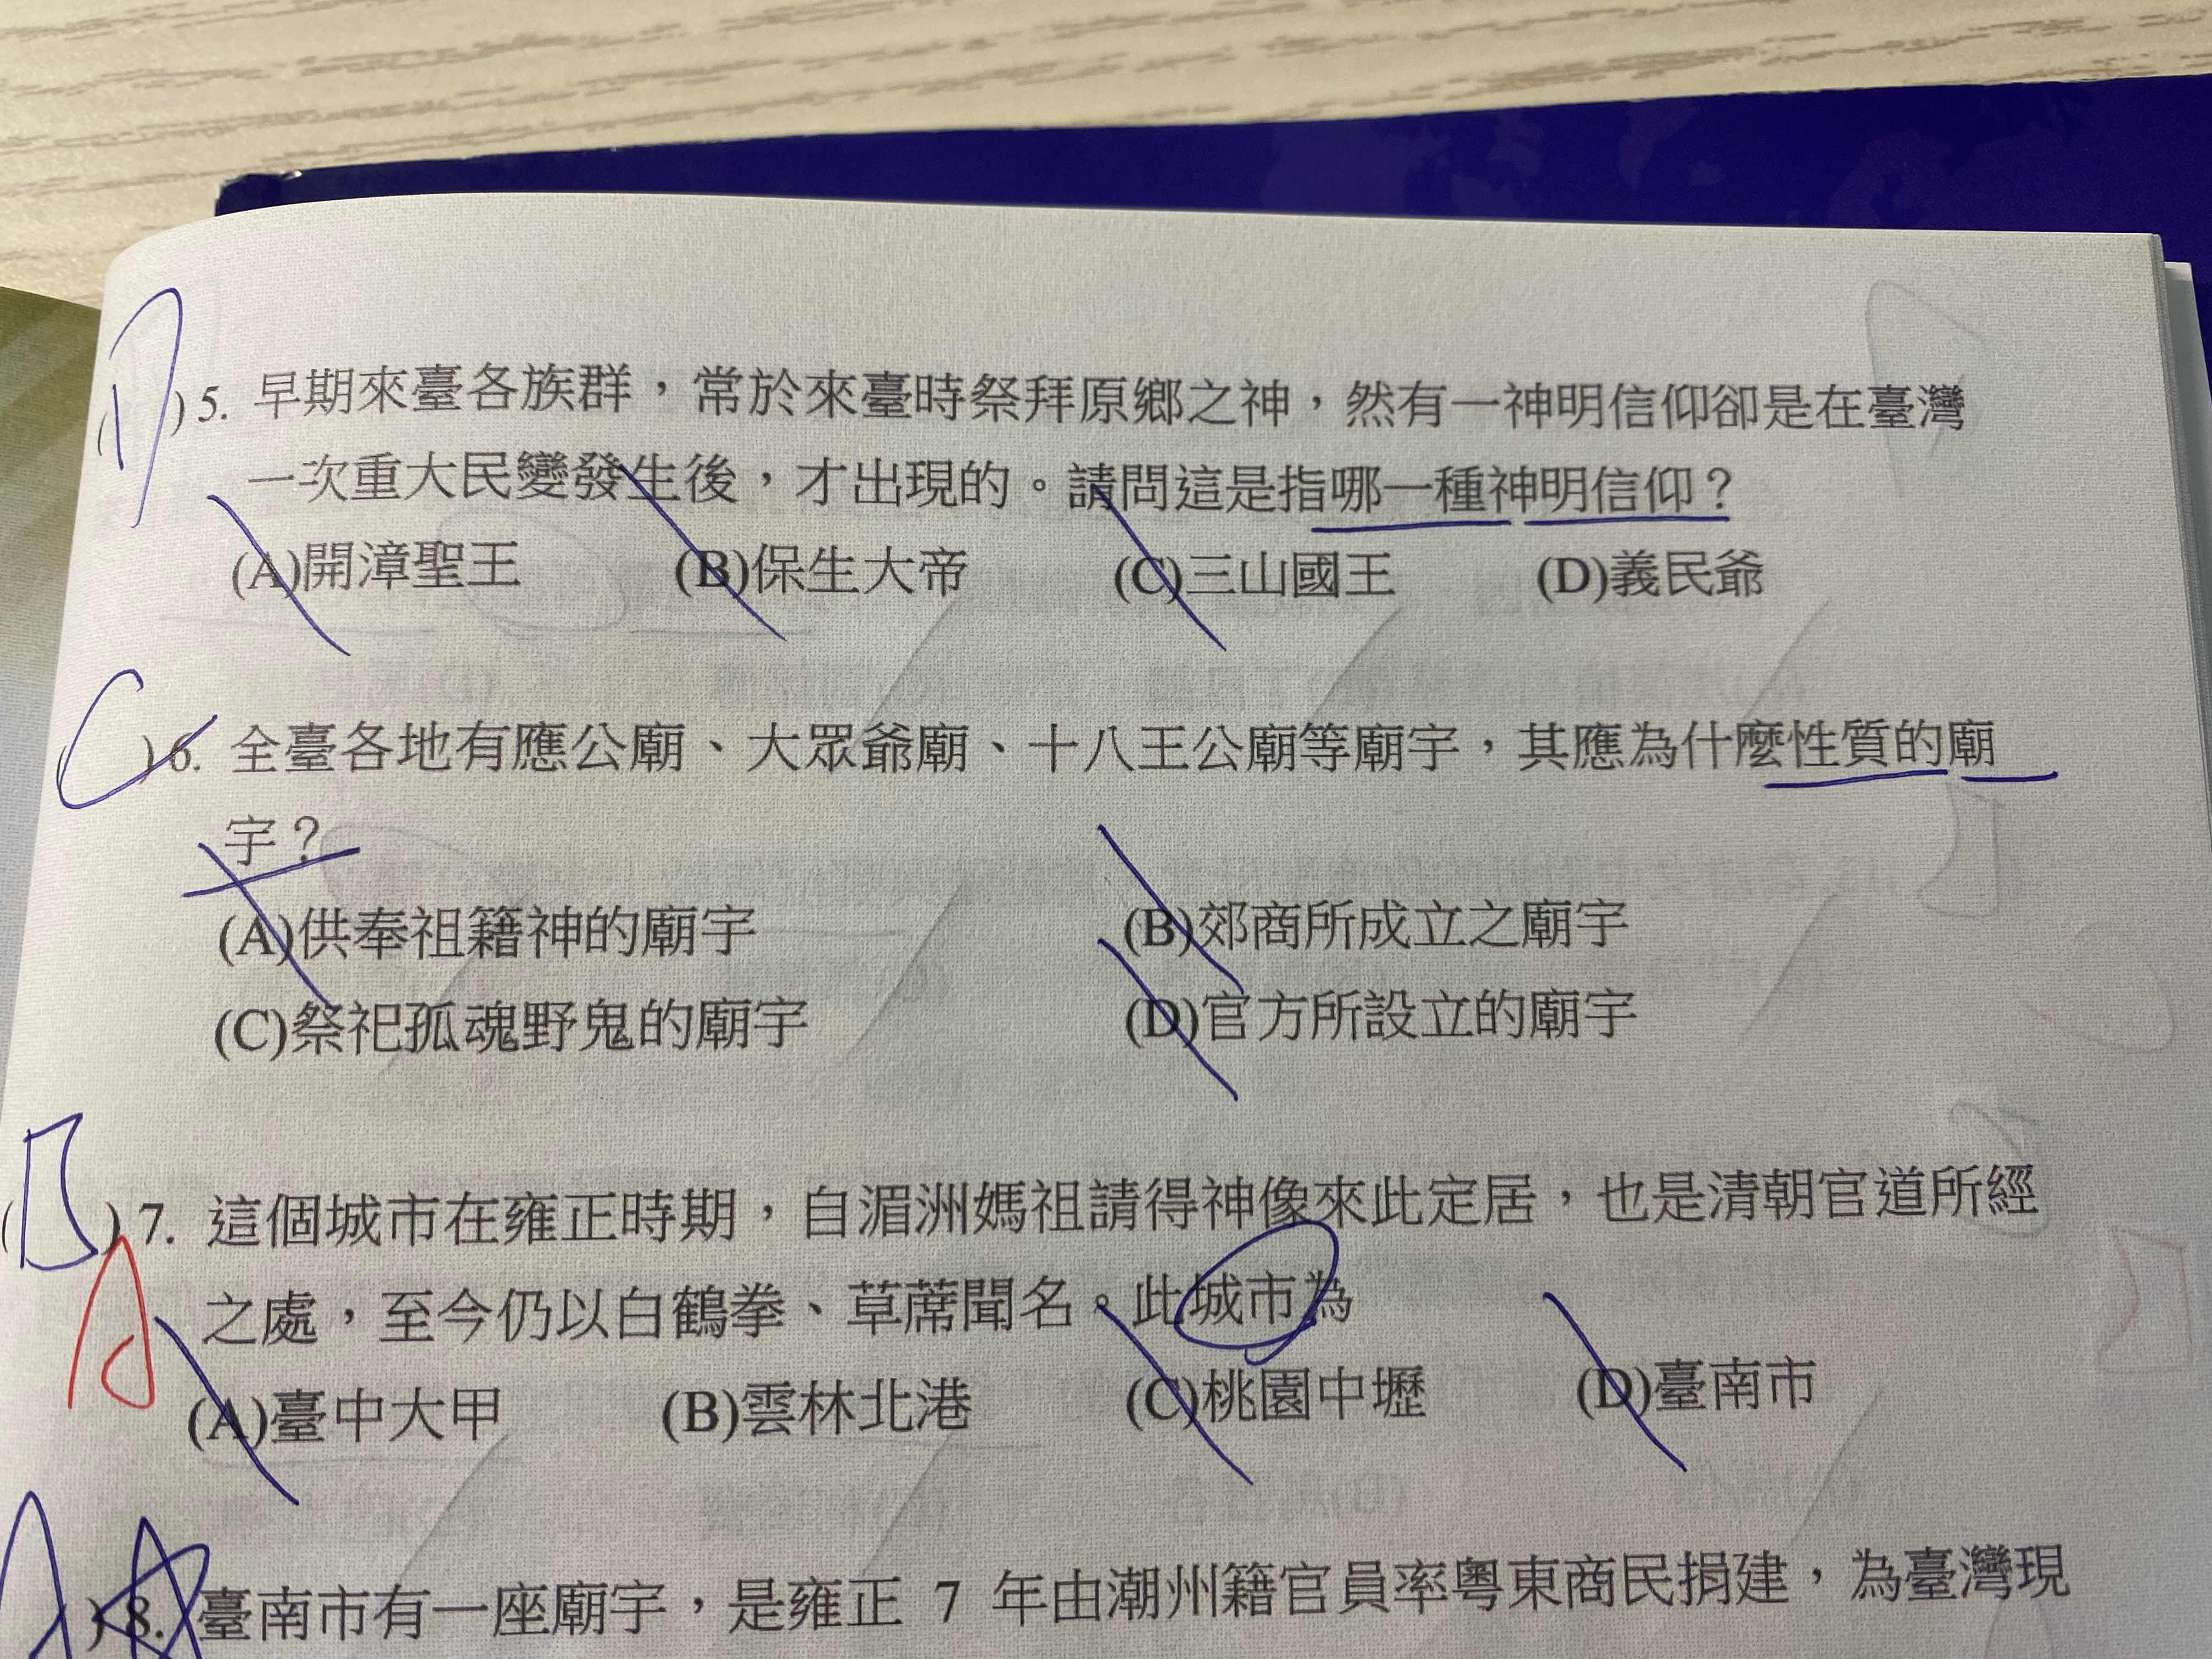 (D)5. 早期來臺各族群，常於來臺時祭拜原鄉之神，然有一神明信仰卻是在臺灣
一次重大民變發生後，才出現的。請問這是指哪一種神明信仰？
(A)開漳聖王 (B)保生大帝 (C)三山國王 (D)義民爺
(C)6. 全臺各地有應公廟、大眾爺廟、十八王公廟等廟宇，其應為什麼性質的廟
宇？
(A)供奉祖籍神的廟宇 (B)郊商所成立之廟宇
(C)祭祀孤魂野鬼的廟宇 (D)官方所設立的廟宇
(B)7. 這個城市在雍正時期，自湄洲媽祖請得神像來此定居，也是清朝官道所經
A
之處，至今仍以白鶴拳、草蓆聞名。此城市為
(A)臺中大甲 (B)雲林北港 (C)桃園中壢 (D)臺南市
)8. 臺南市有一座廟宇，是雍正 7 年由潮州籍官員率粵東商民捐建，為臺灣現